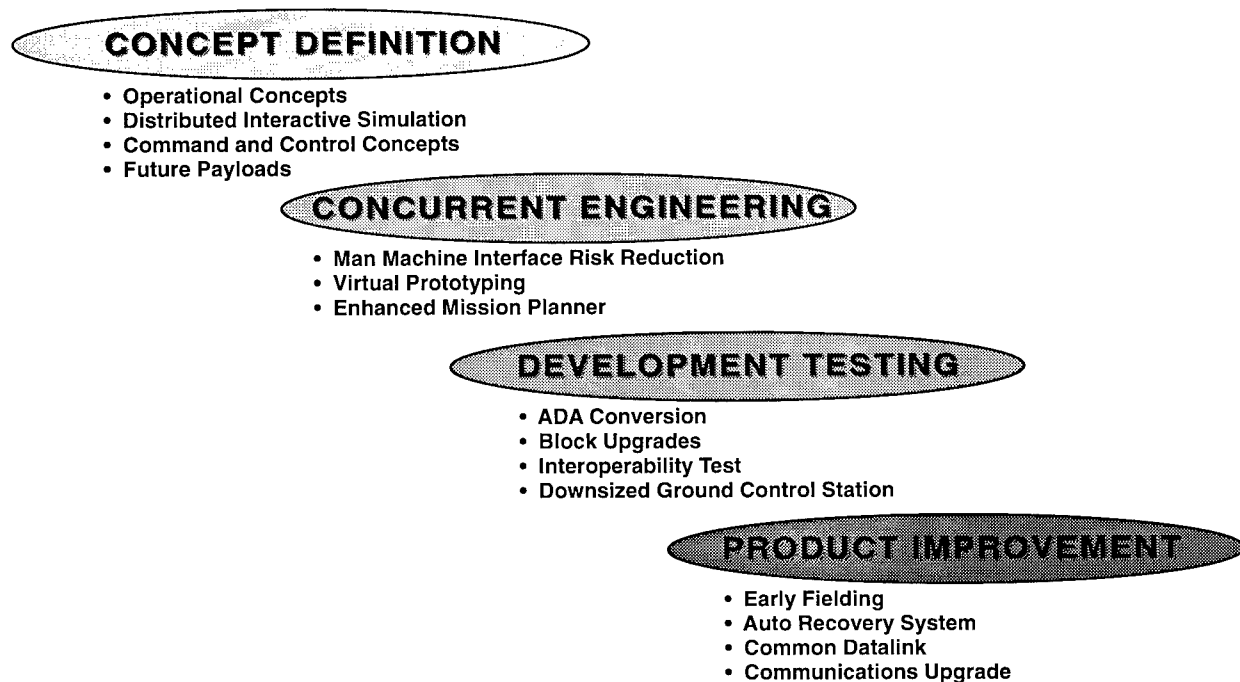 CONCEPT DEFINITION
• Operational Concepts
• Distributed Interactive Simulation
• Command and Control Concepts
• Future Payloads
CONCURRENT ENGINEERING
• Man Machine Interface Risk Reduction
• Virtual Prototyping
• Enhanced Mission Planner
DEVELOPMENT TESTING
• ADA Conversion
• Block Upgrades
• Interoperability Test
• Downsized Ground Control Station
PRODUCT IMPROVEMENT
• Early Fielding
• Auto Recovery System
• Common Datalink
• Communications Upgrade